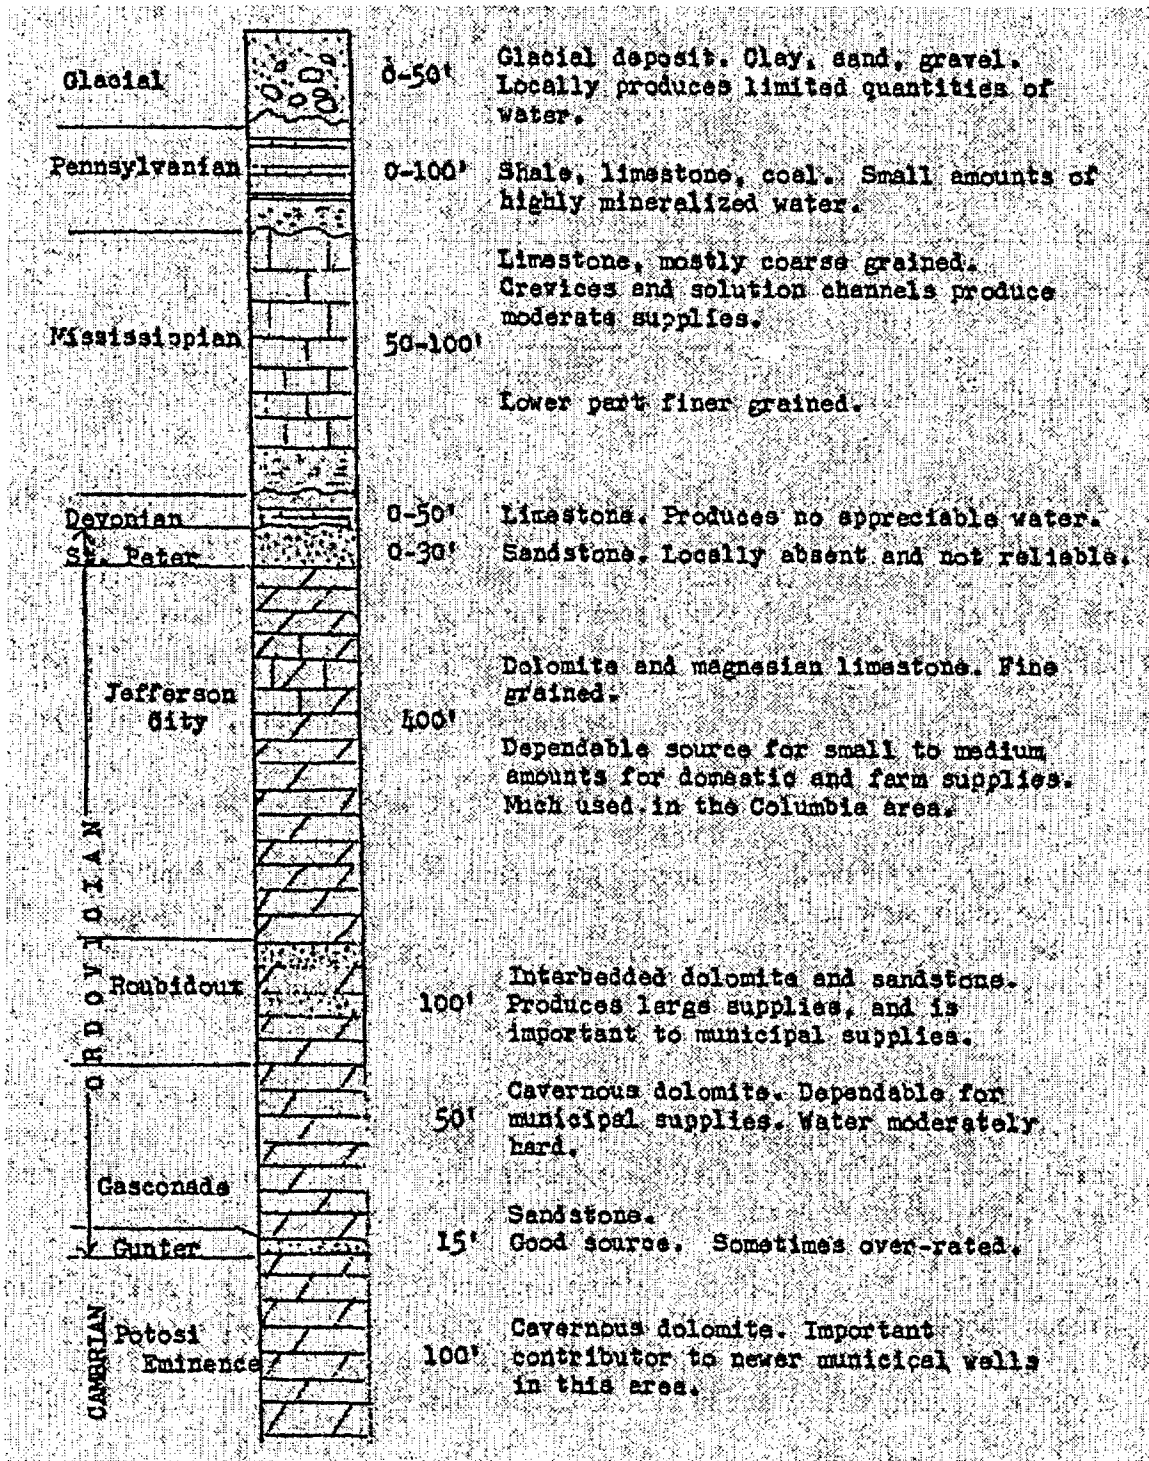 Glacial
0-50'
Glacial deposit. Clay, sand, gravel.
Locally produces limited quantities of
water.
Pennsylvanian
0-100'
Shale, limestone, coal. Small amounts of
highly mineralized water.
Mississippian
50-100'
Limestone, mostly coarse grained.
Crevices and solution channels produce
moderate supplies.
Lower part finer grained.
Devonian
0-50'
Limestone. Produces no appreciable water.
St. Peter
0-30'
Sandstone. Locally absent and not reliable.
ORDOVICIAN
Jefferson
City
400'
Dolomite and magnesian limestone. Fine
grained.
Dependable source for small to medium
amounts for domestic and farm supplies.
Much used in the Columbia area.
Roubidoux
100'
Interbedded dolomite and sandstone.
Produces large supplies, and is
important to municipal supplies.
Gasconade
50'
Cavernous dolomite. Dependable for
municipal supplies. Water moderately
hard.
Gunter
15'
Sandstone.
Good source. Sometimes over-rated.
CAMBRIAN
Potosi
Eminence
100'
Cavernous dolomite. Important
contributor to newer municical wells
in this area.